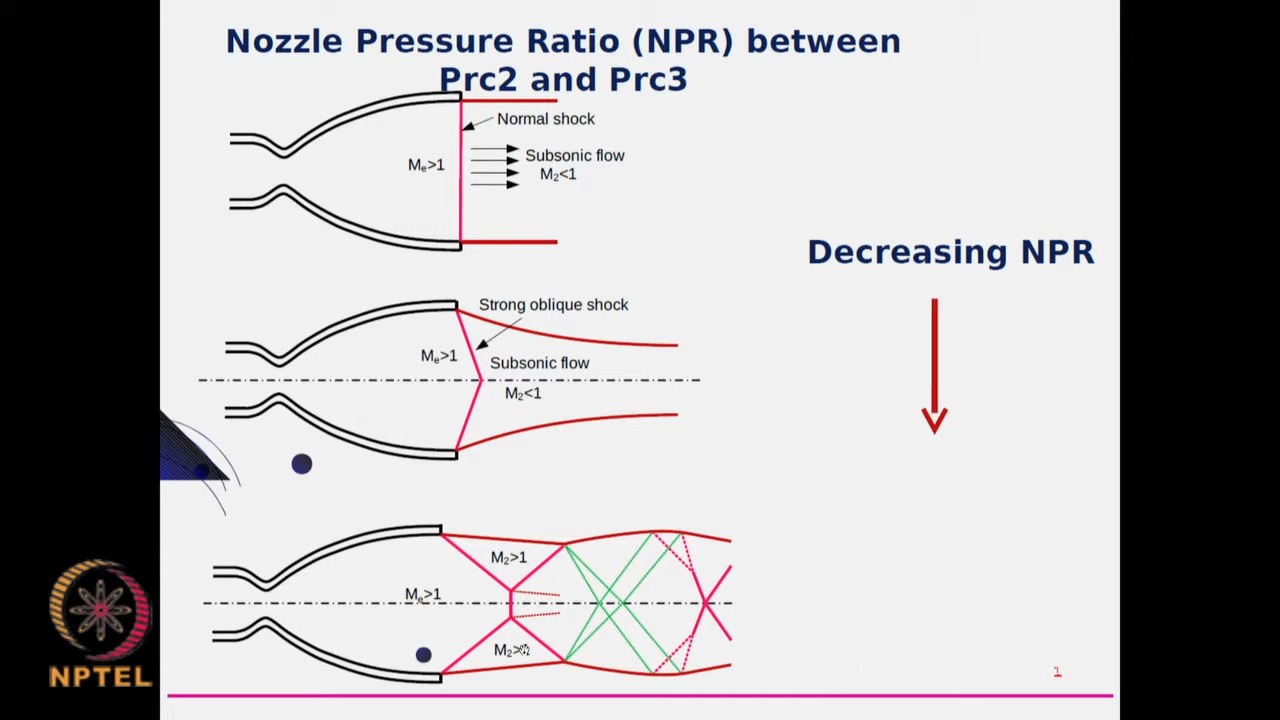 Nozzle Pressure Ratio (NPR) between
Prc2 and Prc3
Normal shock
Subsonic flow
M₂<1
Mₑ>1
Decreasing NPR
Strong oblique shock
Mₑ>1
Subsonic flow
M₂<1
M₂>1
Mₑ>1
M₂>
NPTEL
1